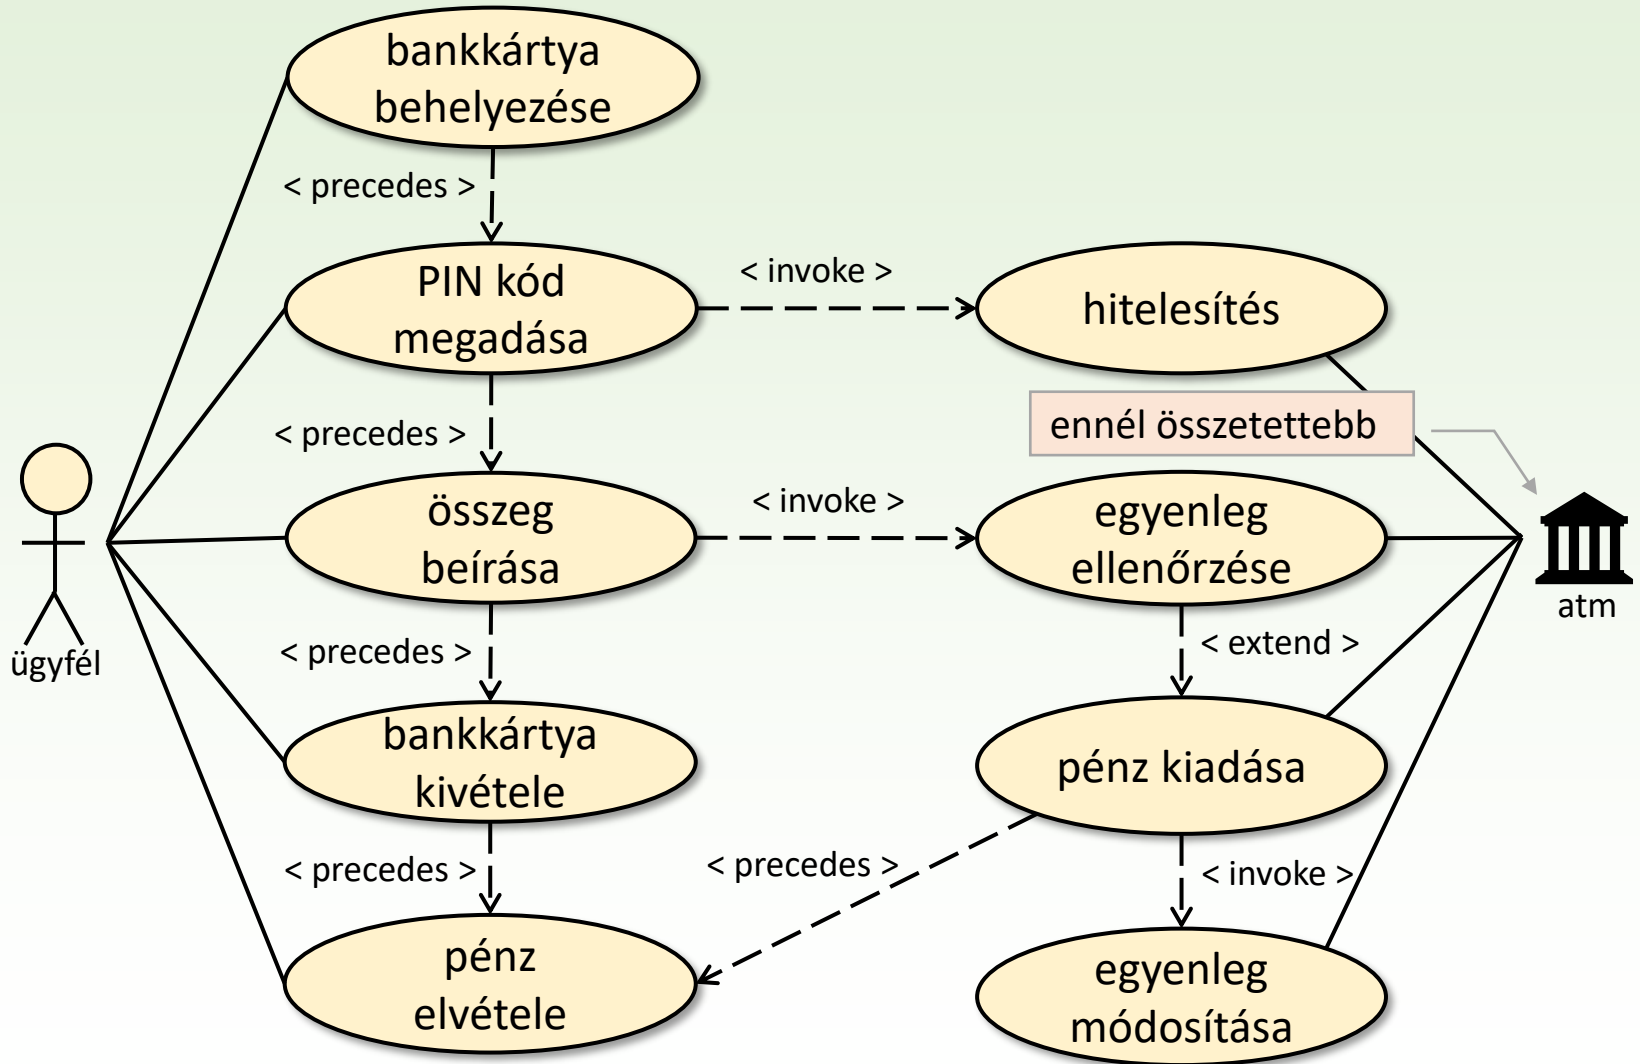 bankkártya
behelyezése
< precedes >
PIN kód
megadása
< invoke >
hitelesítés
< precedes >
ennél összetettebb
összeg
beírása
< invoke >
egyenleg
ellenőrzése
atm
ügyfél
< precedes >
< extend >
bankkártya
kivétele
pénz kiadása
< precedes >
< precedes >
< invoke >
pénz
elvétele
egyenleg
módosítása